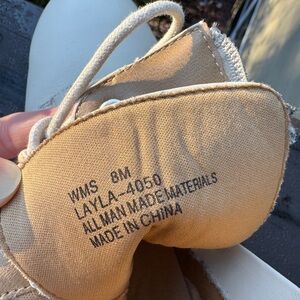 WMS 8M
LAYLA-4050
ALL MAN MADE MATERIALS
MADE IN CHINA